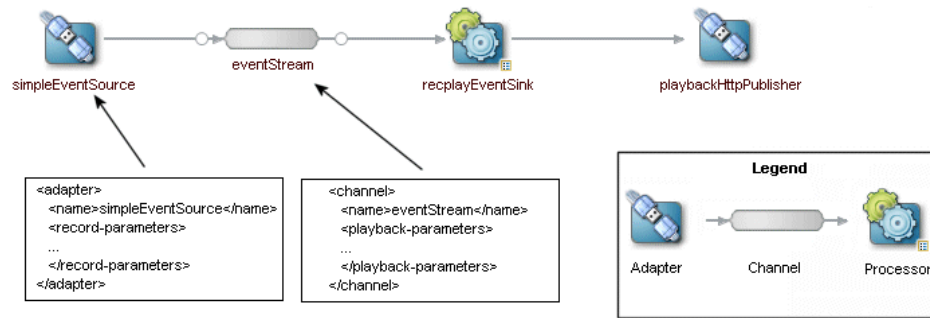 simpleEventSource
eventStream
recplayEventSink
playbackHttpPublisher
<adapter>
<name>simpleEventSource</name>
<record-parameters>
...
</record-parameters>
</adapter>
<channel>
<name>eventStream</name>
<playback-parameters>
...
</playback-parameters>
</channel>
Legend
Adapter
Channel
Processor